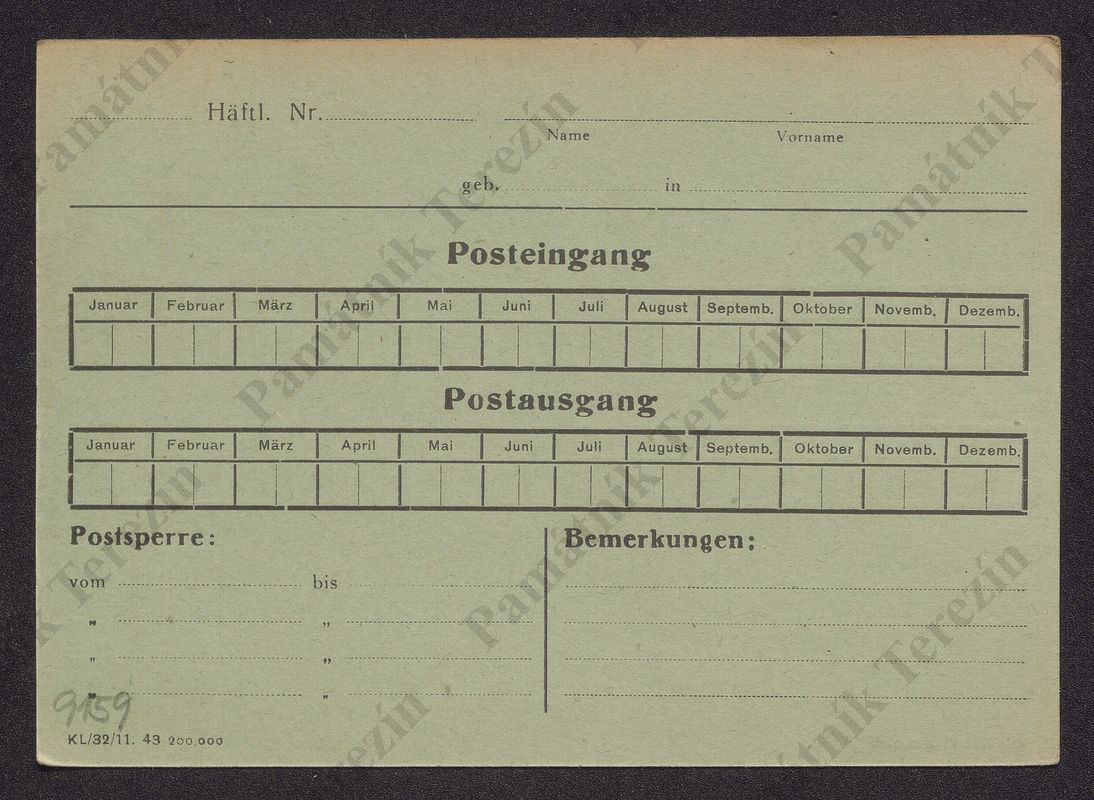 Häftl. Nr.
Name Vorname
geb. in
Posteingang
Januar Februar März April Mai Juni Juli August Septemb. Oktober Novemb. Dezemb.
Postausgang
Januar Februar März April Mai Juni Juli August Septemb. Oktober Novemb. Dezemb.
Postsperre: Bemerkungen:
vom bis
„ „
„ „
„ „
9159
KL/32/11. 43 200,000
Památník Terezín